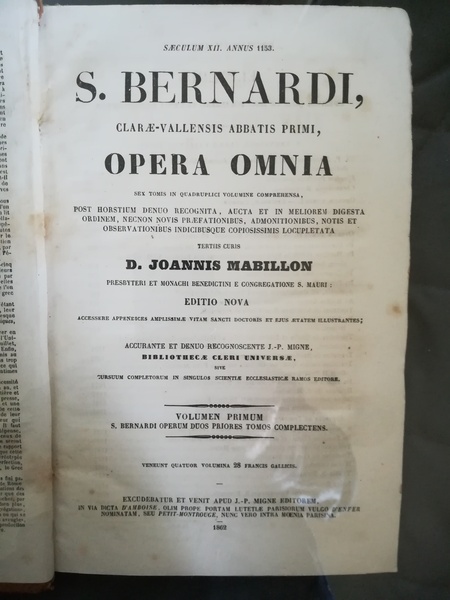 SÆCULUM XII. ANNUS 1153.
S. BERNARDI,
CLARÆ-VALLENSIS ABBATIS PRIMI,
OPERA OMNIA
SEX TOMIS IN QUADRUPLICI VOLUMINE COMPREHENSA,
POST HORSTIUM DENUO RECOGNITA, AUCTA ET IN MELIOREM DIGESTA
ORDINEM, NECNON NOVIS PRÆFATIONIBUS, ADMONITIONIBUS, NOTIS ET
OBSERVATIONIBUS INDICIBUSQUE COPIOSISSIMIS LOCUPLETATA
TERTIIS CURIS
D. JOANNIS MABILLON
PRESBYTERI ET MONACHI BENEDICTINI E CONGREGATIONE S. MAURI :
EDITIO NOVA
ACCESSERE APPENDICES AMPLISSIMÆ VITAM SANCTI DOCTORIS ET EJUS ÆTATEM ILLUSTRANTES;
ACCURANTE ET DENUO RECOGNOSCENTE J.-P. MIGNE,
BIBLIOTHECÆ CLERI UNIVERSÆ,
SIVE
CURSUUM COMPLETORUM IN SINGULOS SCIENTIÆ ECCLESIASTICÆ RAMOS EDITORE.
VOLUMEN PRIMUM
S. BERNARDI OPERUM DUOS PRIORES TOMOS COMPLECTENS.
VENEUNT QUATUOR VOLUMINA 28 FRANCIS GALLICIS.
EXCUDEBATUR ET VENIT APUD J.-P. MIGNE EDITOREM,
IN VIA DICTA D'AMBOISE, OLIM PROPE PORTAM LUTETIÆ PARISIORUM VULGO D'ENFER
NOMINATAM, SEU PETIT-MONTROUGE, NUNC VERO INTRA MŒNIA PARISINA.
1862